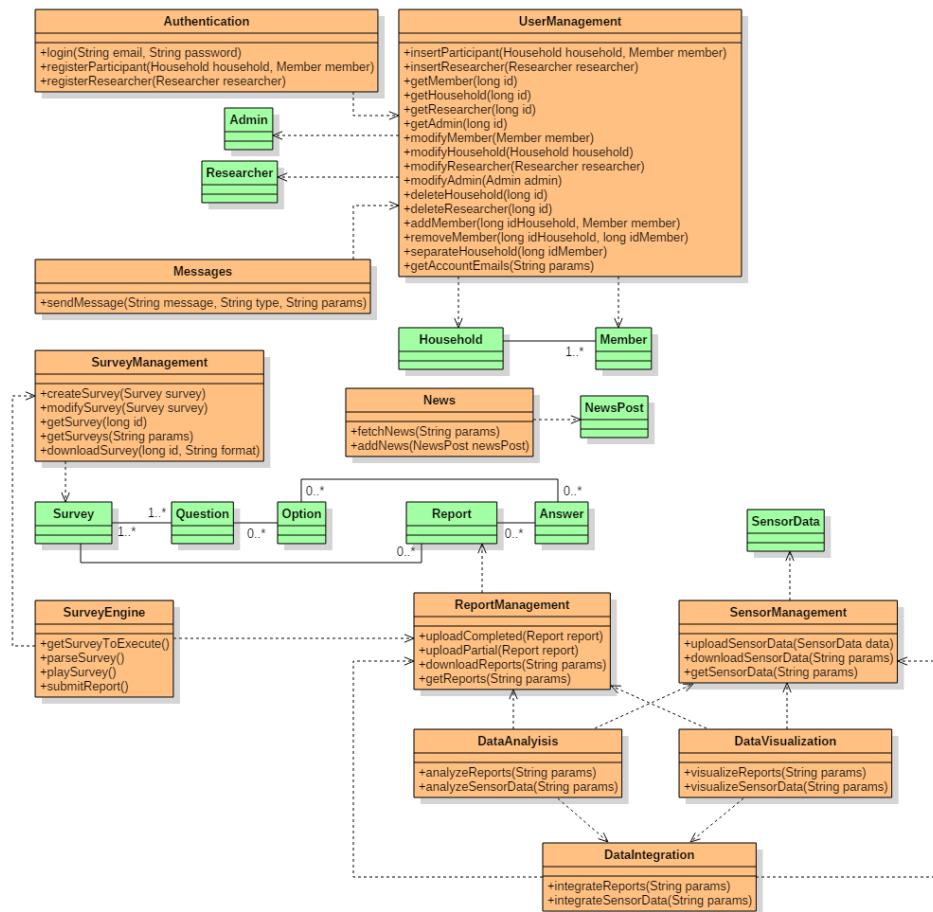 Authentication
+login(String email, String password)
+registerParticipant(Household household, Member member)
+registerResearcher(Researcher researcher)
UserManagement
+insertParticipant(Household household, Member member)
+insertResearcher(Researcher researcher)
+getMember(long id)
+getHousehold(long id)
+getResearcher(long id)
+getAdmin(long id)
+modifyMember(Member member)
+modifyHousehold(Household household)
+modifyResearcher(Researcher researcher)
+modifyAdmin(Admin admin)
+deleteHousehold(long id)
+deleteResearcher(long id)
+addMember(long idHousehold, Member member)
+removeMember(long idHousehold, long idMember)
+separateHousehold(long idMember)
+getAccountEmails(String params)
Admin
Researcher
Messages
+sendMessage(String message, String type, String params)
Household
Member
1..*
SurveyManagement
+createSurvey(Survey survey)
+modifySurvey(Survey survey)
+getSurvey(long id)
+getSurveys(String params)
+downloadSurvey(long id, String format)
News
+fetchNews(String params)
+addNews(NewsPost newsPost)
NewsPost
0..*
0..*
Survey
1..*
1..*
Question
0..*
Option
Report
0..*
0..*
Answer
SensorData
SurveyEngine
+getSurveyToExecute()
+parseSurvey()
+playSurvey()
+submitReport()
ReportManagement
+uploadCompleted(Report report)
+uploadPartial(Report report)
+downloadReports(String params)
+getReports(String params)
SensorManagement
+uploadSensorData(SensorData data)
+downloadSensorData(String params)
+getSensorData(String params)
DataAnalyisis
+analyzeReports(String params)
+analyzeSensorData(String params)
DataVisualization
+visualizeReports(String params)
+visualizeSensorData(String params)
DataIntegration
+integrateReports(String params)
+integrateSensorData(String params)